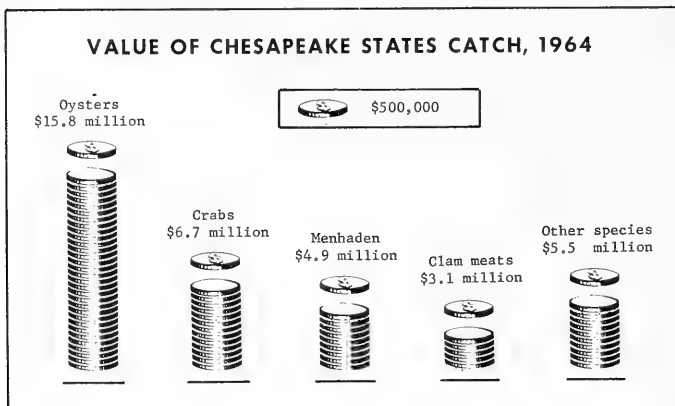 VALUE OF CHESAPEAKE STATES CATCH, 1964
$500,000
Oysters
$15.8 million
Crabs
$6.7 million
Menhaden
$4.9 million
Clam meats
$3.1 million
Other species
$5.5 million